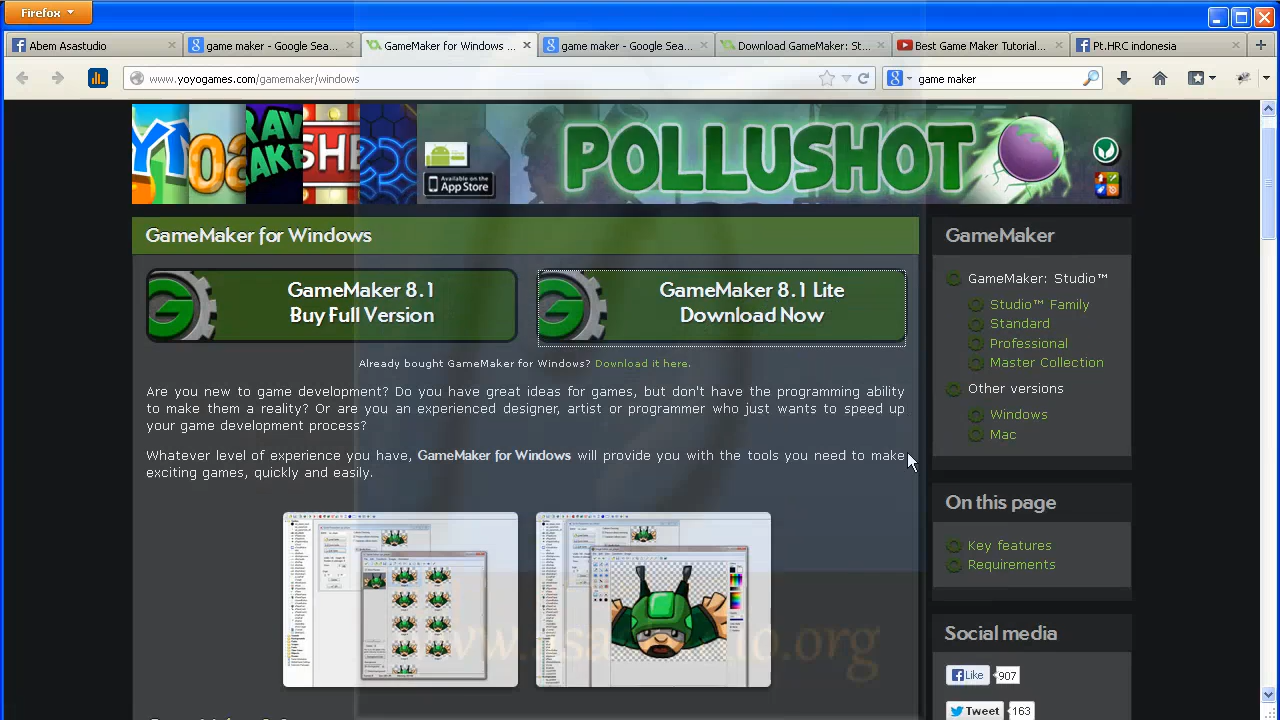 Firefox
Abem Asastudio
game maker - Google Sea...
GameMaker for Windows ...
game maker - Google Sea...
Download GameMaker: St...
Best Game Maker Tutorial...
Pt.HRC indonesia
www.yoyogames.com/gamemaker/windows
game maker
POLLUSHOT
Available on the
App Store
GameMaker for Windows
GameMaker 8.1
Buy Full Version
GameMaker 8.1 Lite
Download Now
Already bought GameMaker for Windows? Download it here.
Are you new to game development? Do you have great ideas for games, but don't have the programming ability
to make them a reality? Or are you an experienced designer, artist or programmer who just wants to speed up
your game development process?
Whatever level of experience you have, GameMaker for Windows will provide you with the tools you need to make
exciting games, quickly and easily.
GameMaker
GameMaker: Studio™
Studio™ Family
Standard
Professional
Master Collection
Other versions
Windows
Mac
On this page
Key Features
Requirements
Social media
Like 907
Tweet 163